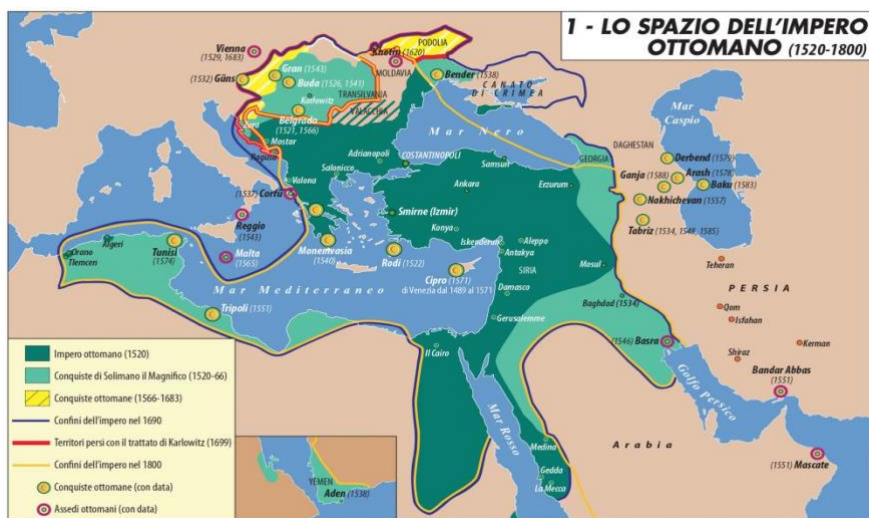 1 - LO SPAZIO DELL'IMPERO
OTTOMANO (1520-1800)
Vienna
(1529, 1683)
Khotin (1620)
PODOLIA
MOLDAVIA
(1532) Güns
Gran (1543)
Buda (1526, 1541)
Karlowitz
TRANSILVANIA
VALACCHIA
Belgrado
(1521, 1566)
Bender (1538)
CANATO
DI CRIMEA
Mar Nero
Mar
Caspio
Mostar
Ragusa
Adrianopoli
COSTANTINOPOLI
Samsun
GEORGIA
DAGHESTAN
Derbend (1579)
Arash (1578)
Ganja
(1588)
Baku
(1583)
Nakhichevan (1557)
Tabriz
(1534, 1549, 1585)
Valona
Salonicco
(1537) Corfù
Ankara
Erzurum
Smirne (Izmir)
Konya
Reggio
(1543)
Monemvasia
(1540)
Rodi (1522)
Iskenderun
Aleppo
Antakya
SIRIA
Mosul
Cipro
(1571)
di Venezia dal 1489 al 1571
Damasco
Gerusalemme
Baghdad (1534)
Teheran
PERSIA
Qom
Isfahan
Kerman
Shiraz
Algeri
Orano
Tlemcen
Tunisi
(1574)
Malta
(1565)
Mar Mediterraneo
Tripoli (1551)
Il Cairo
(1546) Basra
Bandar Abbas
(1551)
Golfo persico
Mar Rosso
Medina
Gedda
La Mecca
Arabia
(1551) Mascate
Impero ottomano (1520)
Conquiste di Solimano il Magnifico (1520-66)
Conquiste ottomane (1566-1683)
Confini dell'impero nel 1690
Territori persi con il trattato di Karlowitz (1699)
Confini dell'impero nel 1800
Conquiste ottomane (con data)
Assedi ottomani (con data)
YEMEN
Aden (1538)